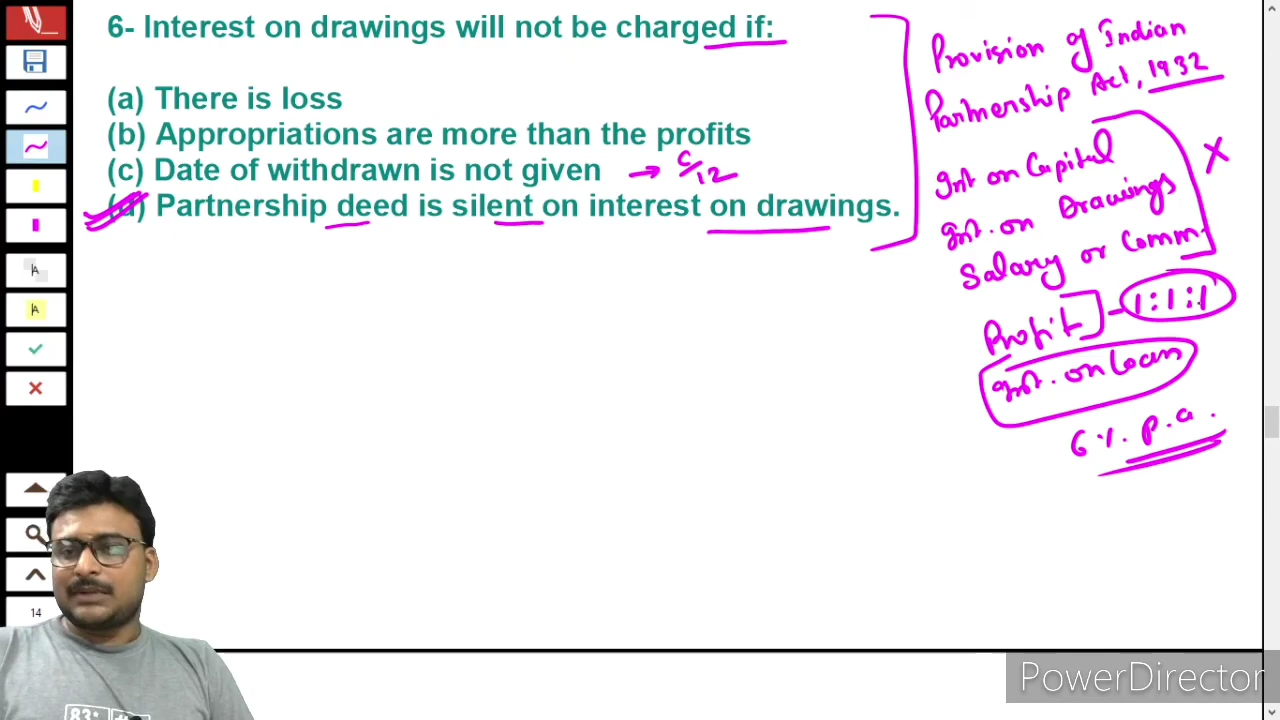 6- Interest on drawings will not be charged if:
(a) There is loss
(b) Appropriations are more than the profits
(c) Date of withdrawn is not given → 6/12
(d) Partnership deed is silent on interest on drawings.
Provision of Indian
Partnership Act, 1932
Int on Capital
Int. on Drawings
Salary or Comm.
X
Profit] - 1:1:1
Int. on Loan
6%. p.a.
A
A
14
83:
PowerDirector